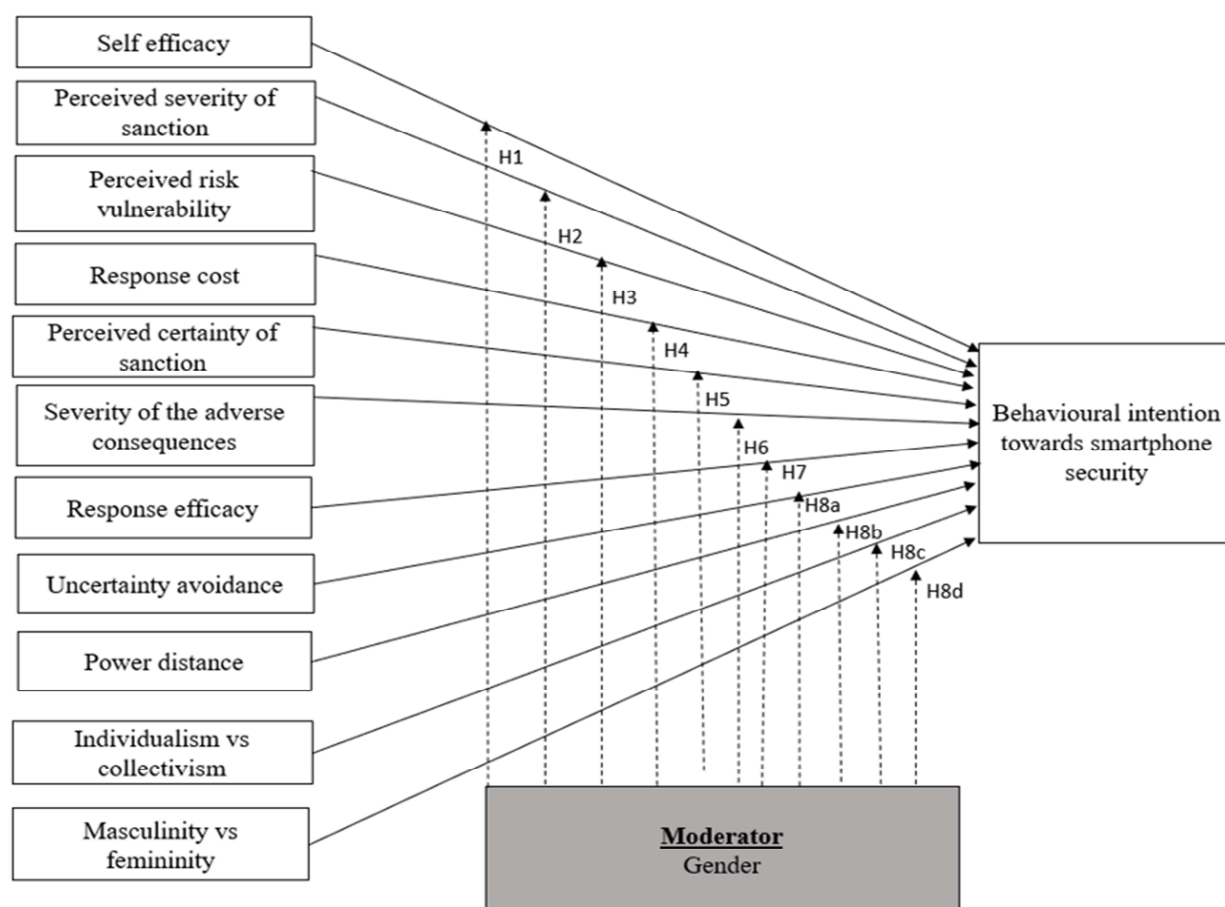 Self efficacy
Perceived severity of
sanction
Perceived risk
vulnerability
Response cost
Perceived certainty of
sanction
Severity of the adverse
consequences
Response efficacy
Uncertainty avoidance
Power distance
Individualism vs
collectivism
Masculinity vs
femininity
H1
H2
H3
H4
H5
H6
H7
H8a
H8b
H8c
H8d
Behavioural intention
towards smartphone
security
Moderator
Gender